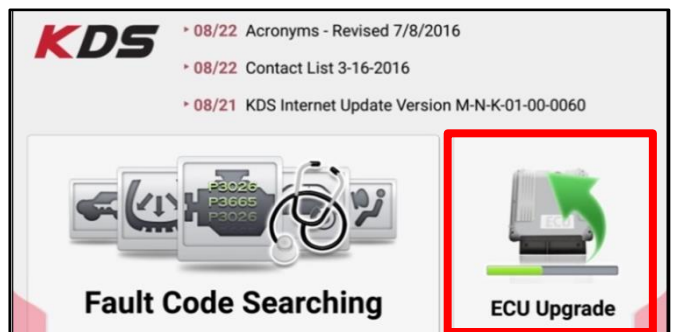 KDS
‣ 08/22 Acronyms - Revised 7/8/2016
‣ 08/22 Contact List 3-16-2016
‣ 08/21 KDS Internet Update Version M-N-K-01-00-0060
P3026
P3665
P3026
ECU
Fault Code Searching
ECU Upgrade